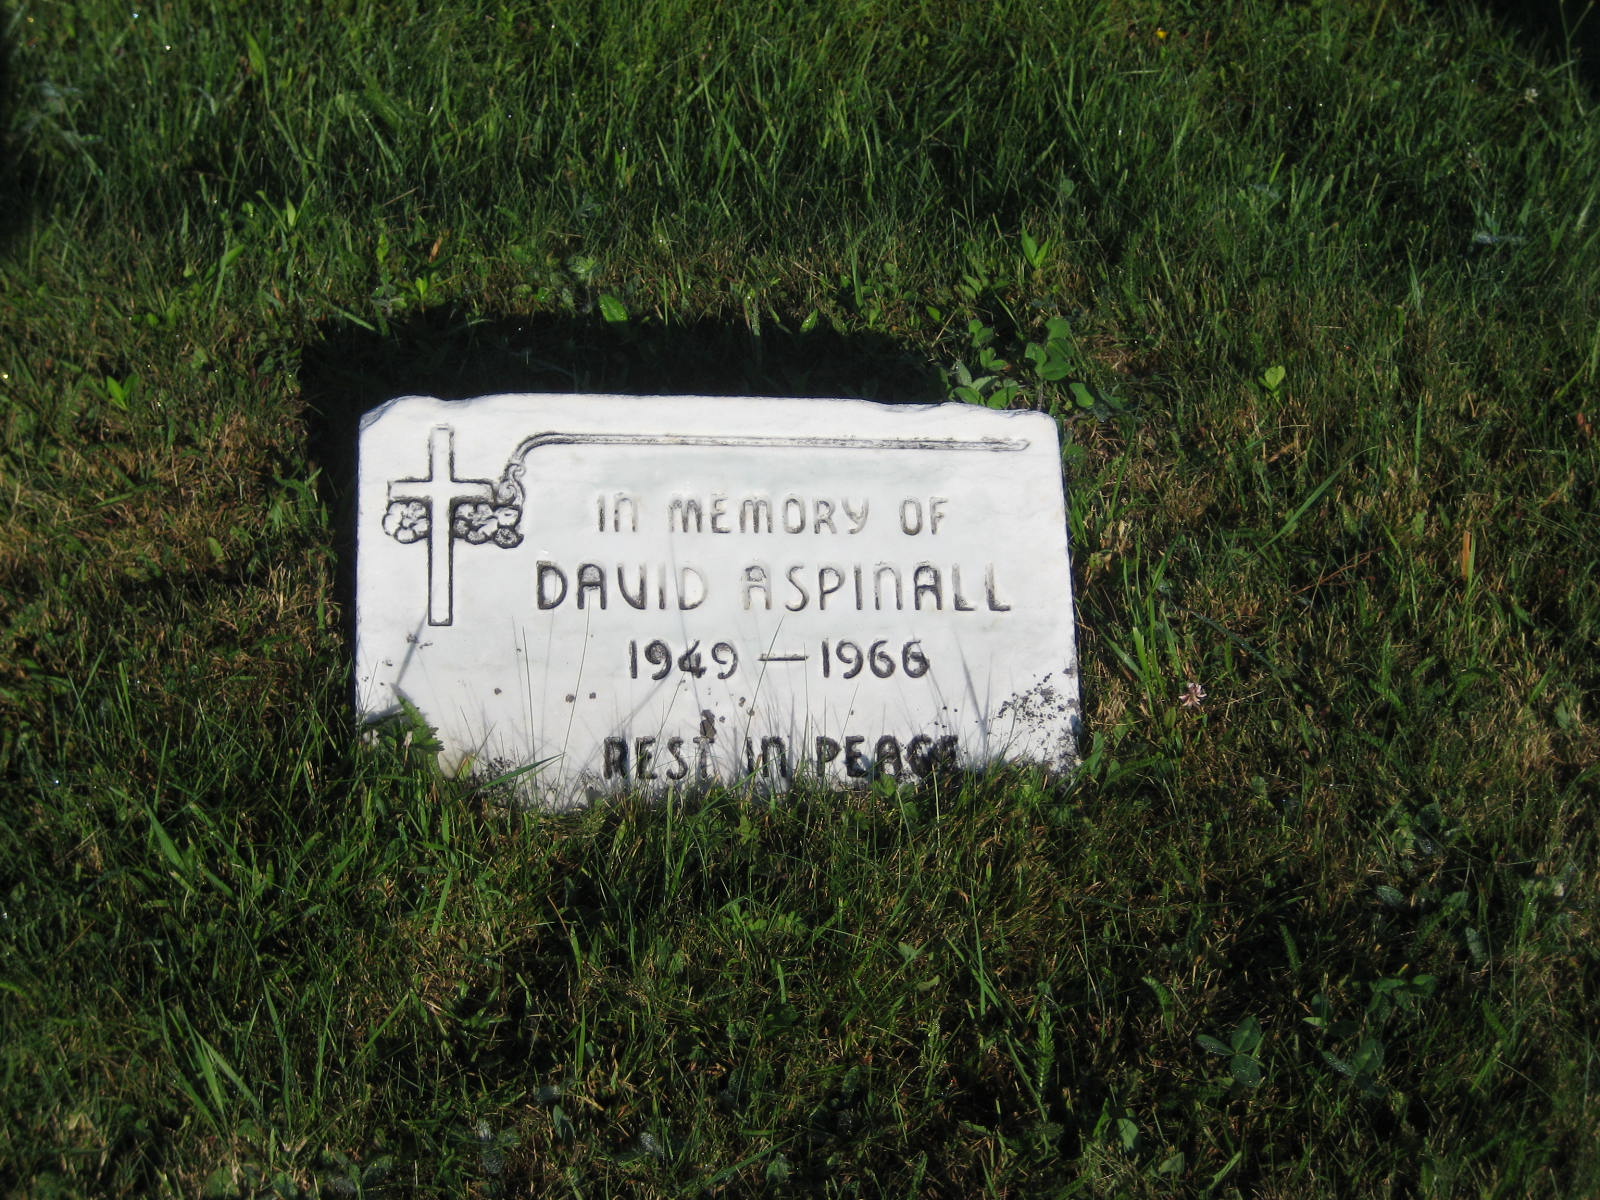 IN MEMORY OF
DAVID ASPINALL
1949 — 1966
REST IN PEACE